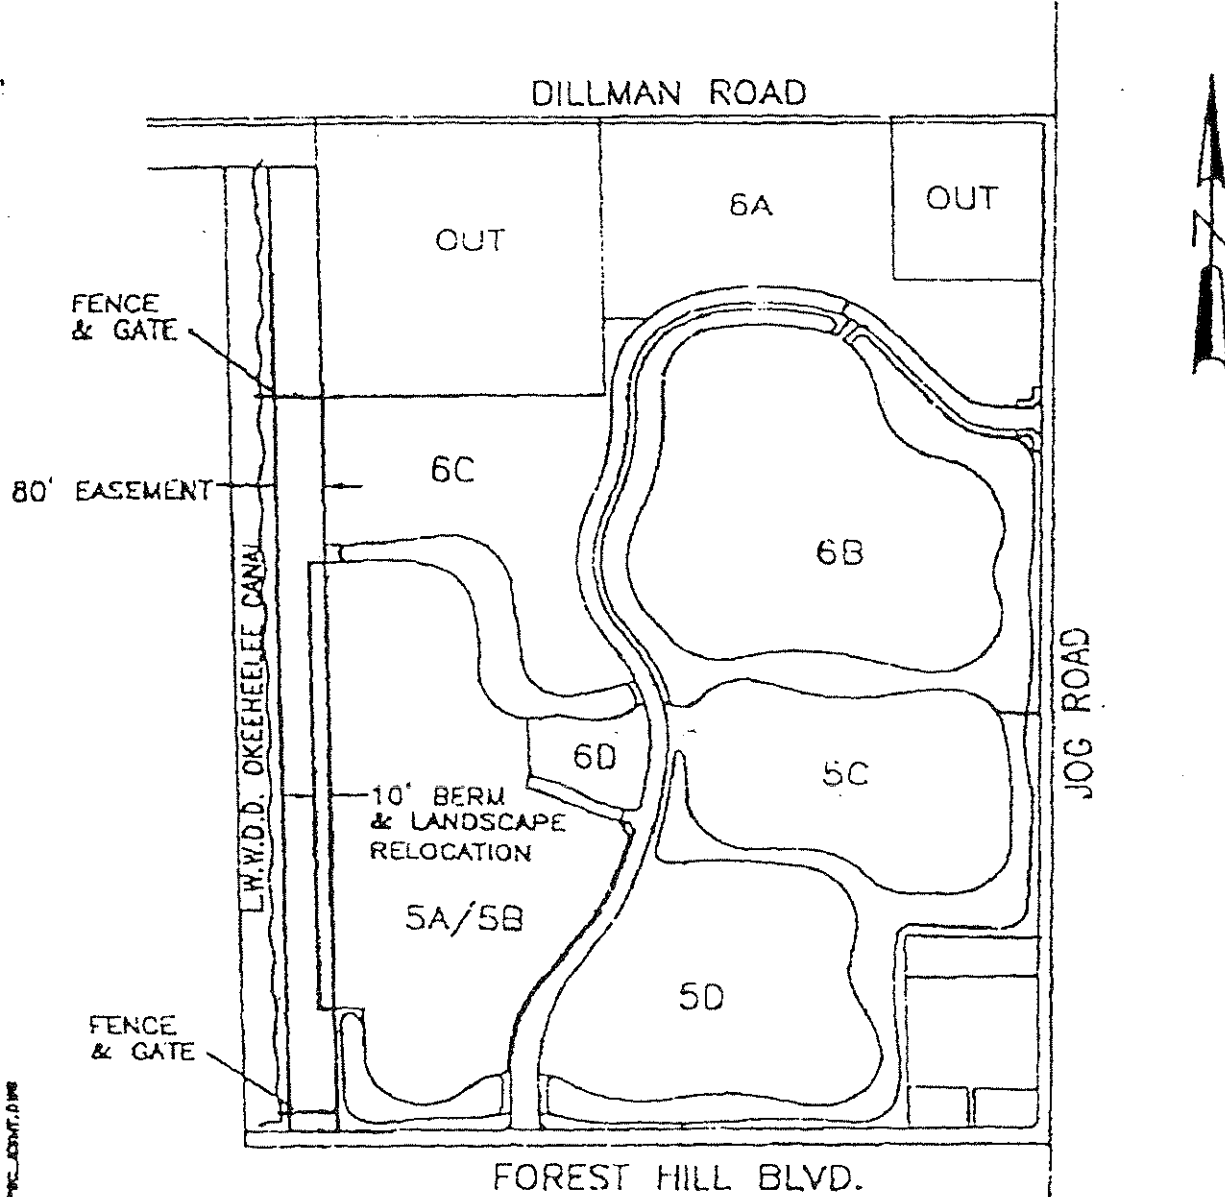 DILLMAN ROAD
OUT
6A
OUT
N
FENCE
& GATE
6C
80' EASEMENT
6B
L.W.D.D. OKEEHEELEE CANAL
JOG ROAD
6D
5C
10' BERM
& LANDSCAPE
RELOCATION
5A/5B
5D
FENCE
& GATE
FOREST HILL BLVD.